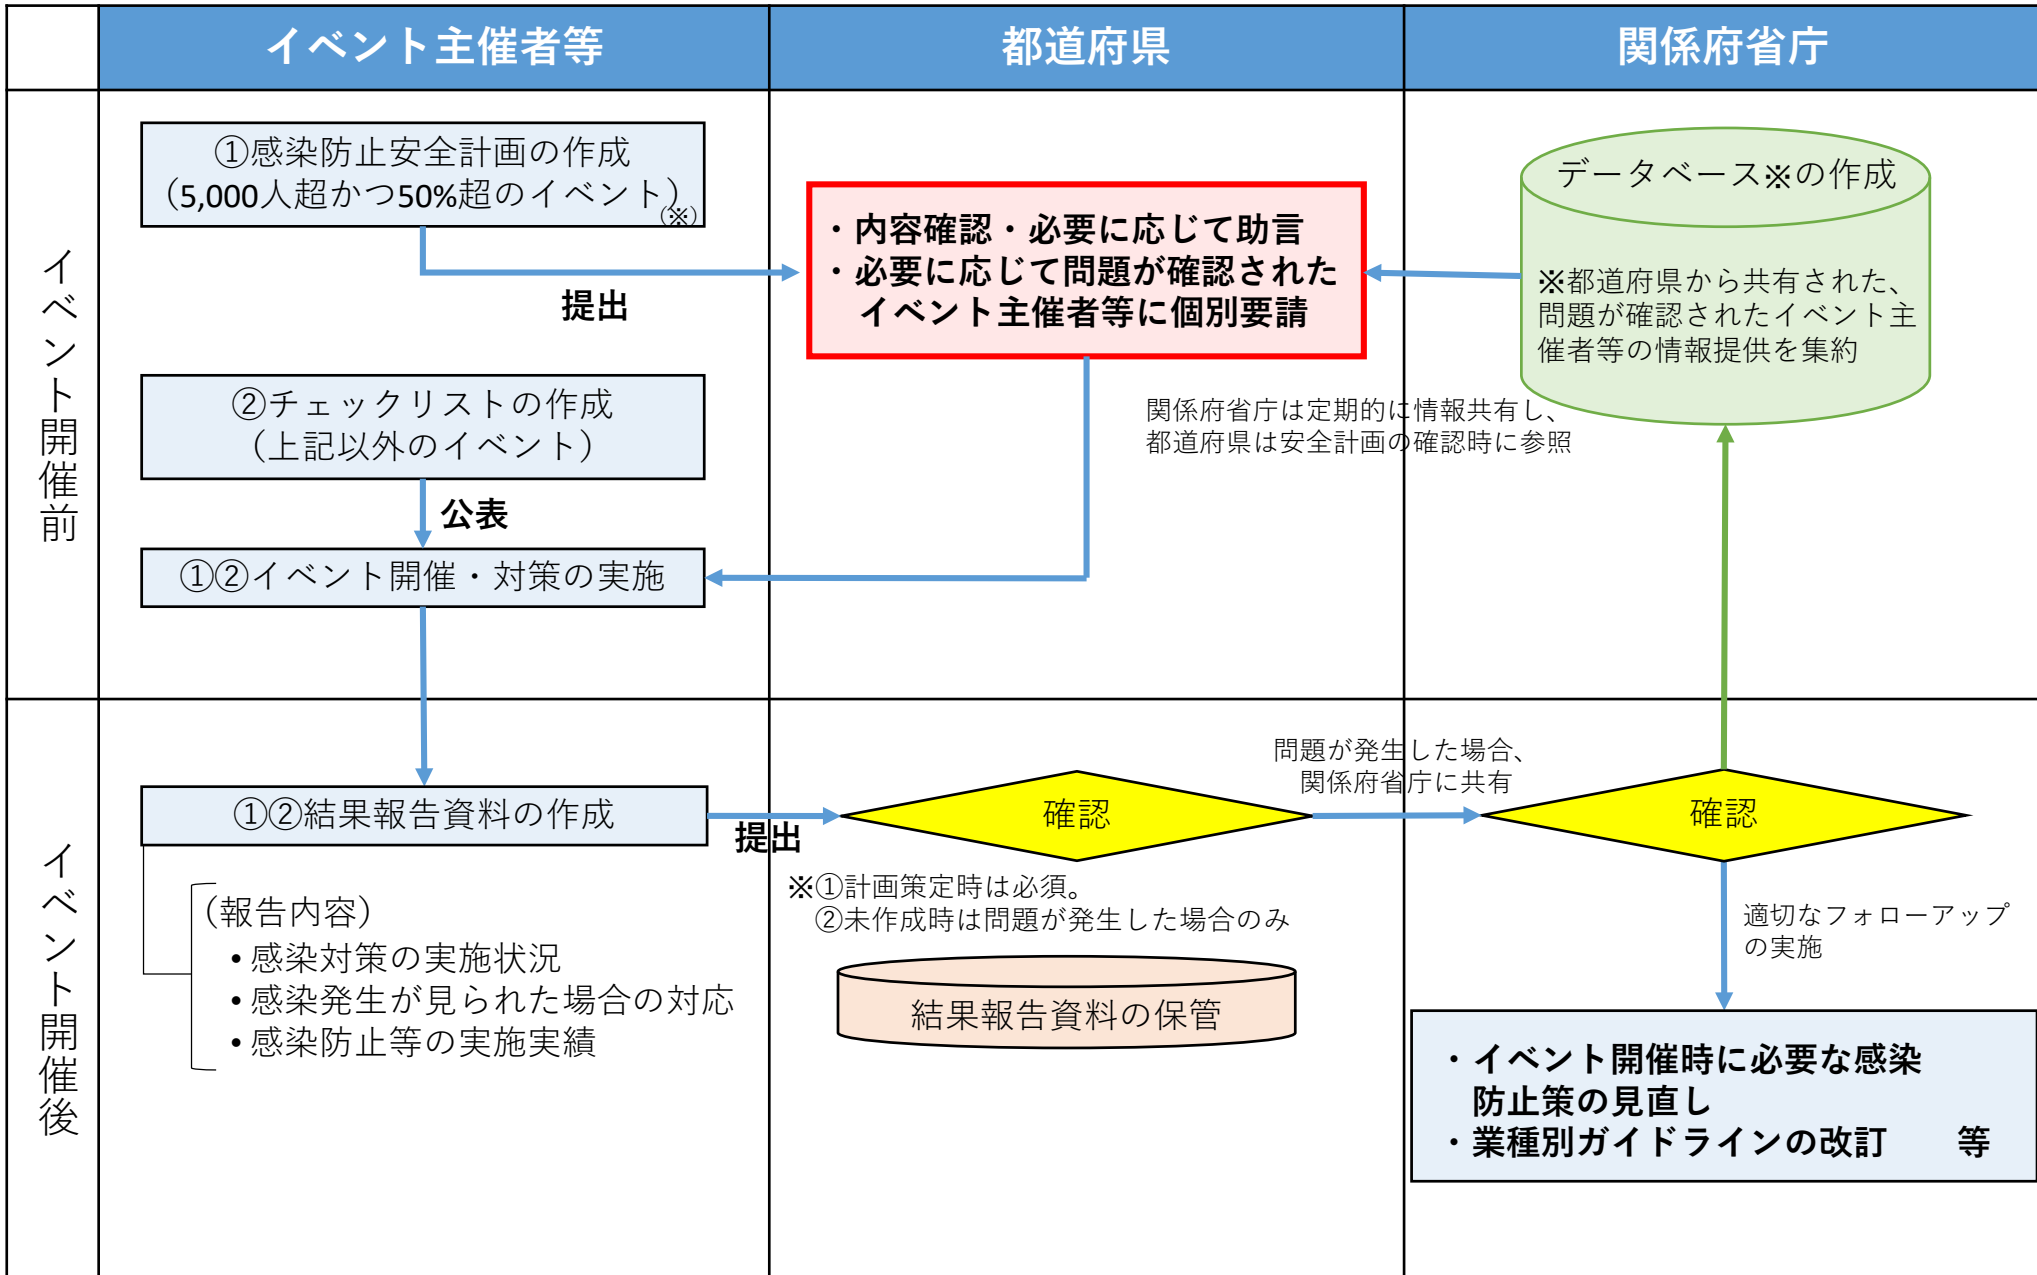 イベント主催者等
都道府県
関係府省庁
イベント開催前
①感染防止安全計画の作成
（5,000人超かつ50%超のイベント）
(※)
提出
・内容確認・必要に応じて助言
・必要に応じて問題が確認された
イベント主催者等に個別要請
データベース※の作成
※都道府県から共有された、
問題が確認されたイベント主
催者等の情報提供を集約
関係府省庁は定期的に情報共有し、
都道府県は安全計画の確認時に参照
②チェックリストの作成
（上記以外のイベント）
公表
①②イベント開催・対策の実施
イベント開催後
①②結果報告資料の作成
提出
確認
問題が発生した場合、
関係府省庁に共有
確認
（報告内容）
•感染対策の実施状況
•感染発生が見られた場合の対応
•感染防止等の実施実績
※①計画策定時は必須。
②未作成時は問題が発生した場合のみ
結果報告資料の保管
適切なフォローアップ
の実施
・イベント開催時に必要な感染
防止策の見直し
・業種別ガイドラインの改訂　　等